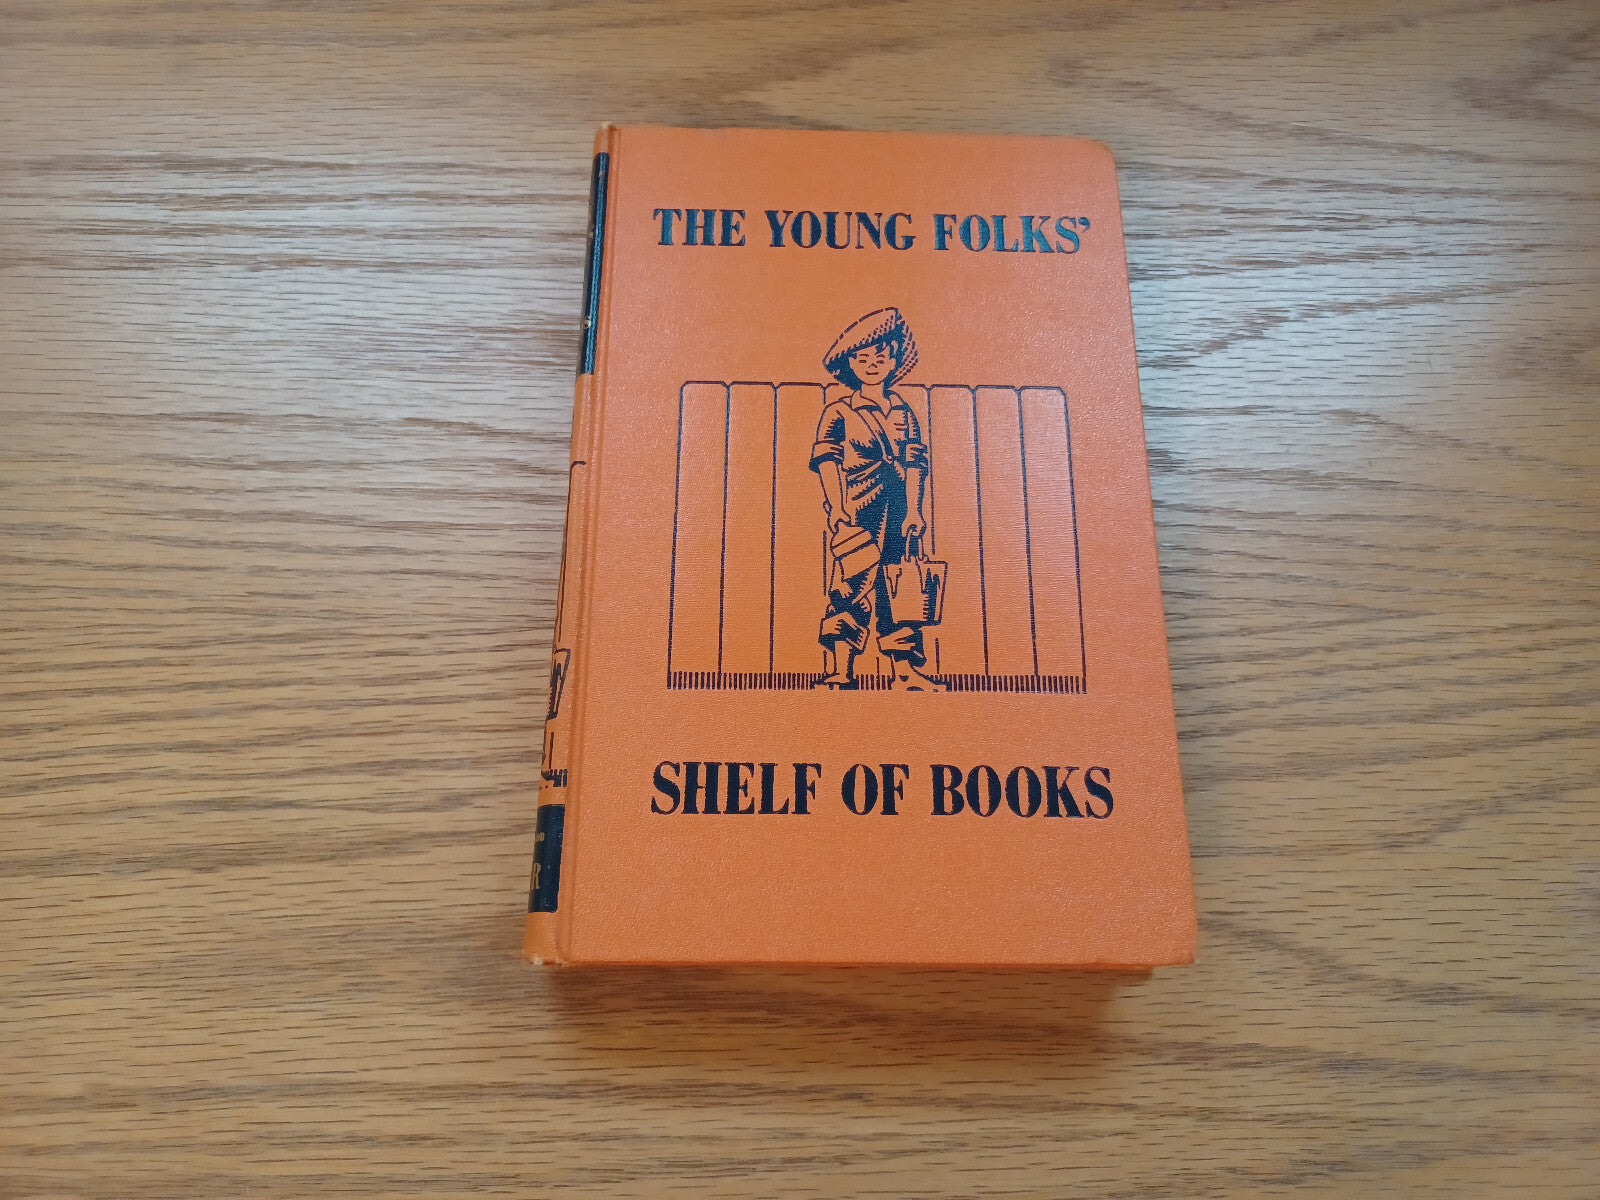 THE YOUNG FOLKS’
SHELF OF BOOKS